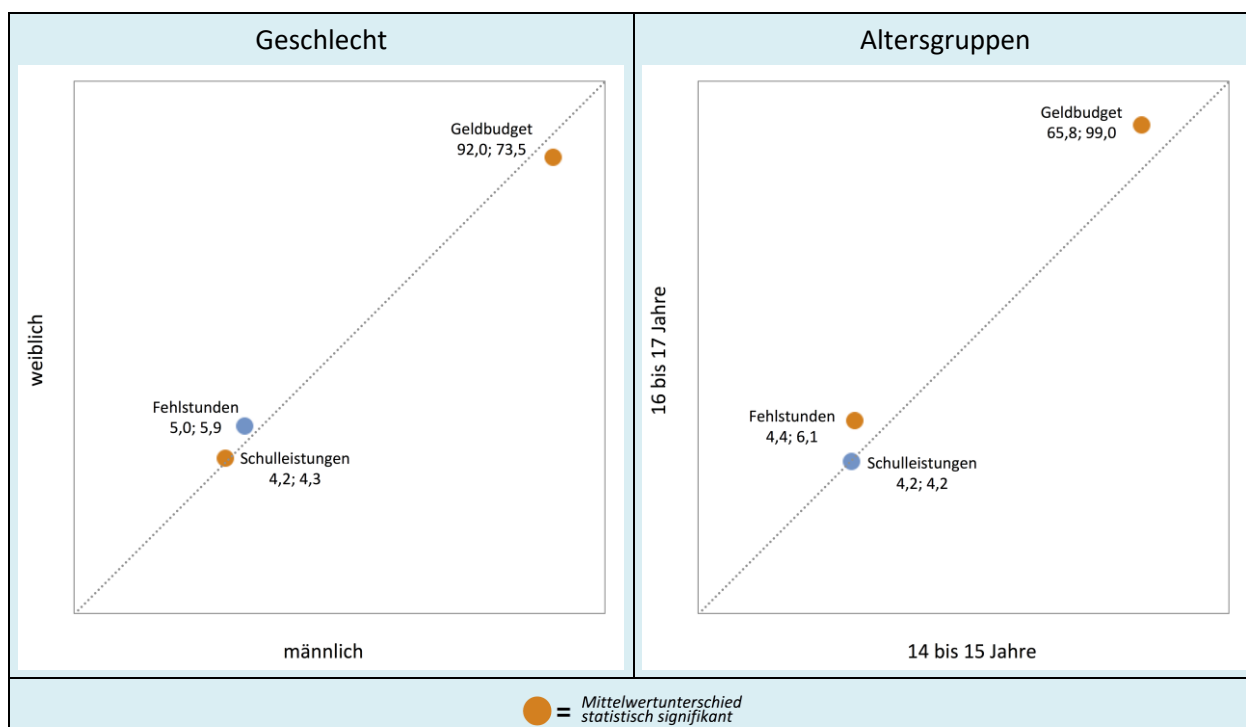 Geschlecht
Geldbudget
92,0; 73,5
weiblich
Fehlstunden
5,0; 5,9
Schulleistungen
4,2; 4,3
männlich
Altersgruppen
Geldbudget
65,8; 99,0
16 bis 17 Jahre
Fehlstunden
4,4; 6,1
Schulleistungen
4,2; 4,2
14 bis 15 Jahre
= Mittelwertunterschied
statistisch signifikant